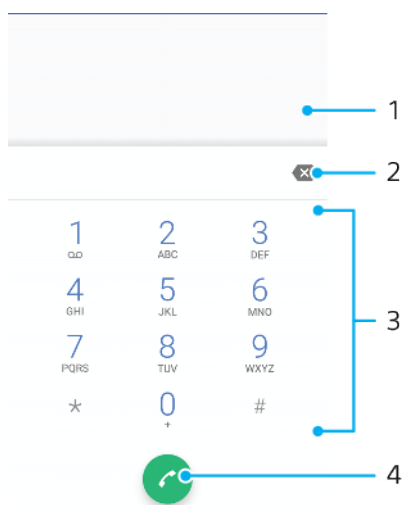 1
2
1 2 3
ABC DEF
4 5 6
GHI JKL MNO
3
7 8 9
PQRS TUV WXYZ
* 0 #
+
4